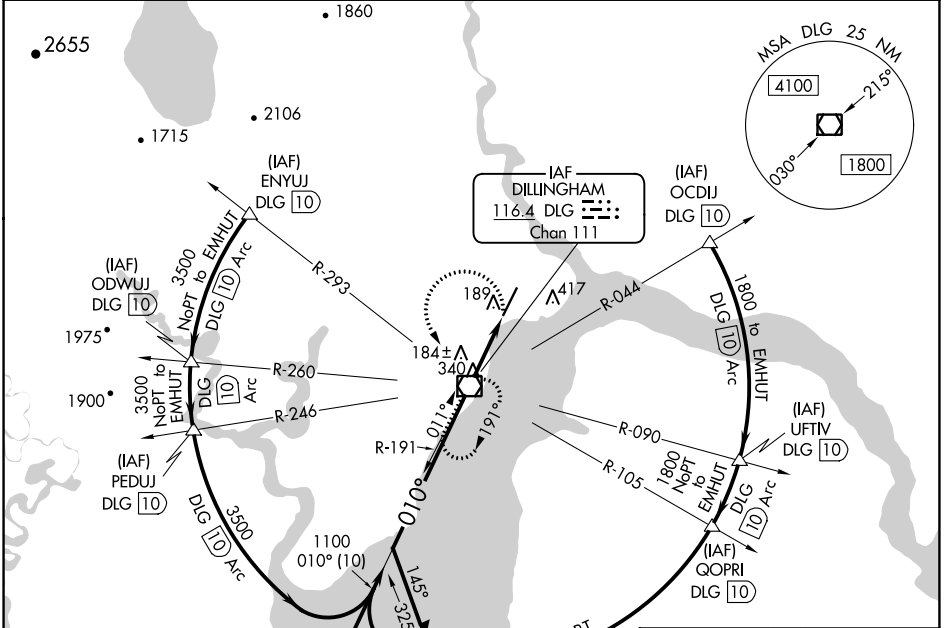 1860
2655
2106
1715
MSA DLG 25 NM
4100
215°
030°
1800
(IAF)
ENYUJ
DLG 10
IAF
DILLINGHAM
116.4 DLG
Chan 111
(IAF)
OCDIJ
DLG 10
3500
NoPT to EMHUT
DLG 10 Arc
R-293
(IAF)
ODWUJ
DLG 10
1975
189
417
R-044
1800 to EMHUT
DLG 10 Arc
184±
340
R-260
3500
NoPT to
EMHUT
DLG 10 Arc
1900
R-246
R-191
011°
191°
R-090
R-105
(IAF)
UFTIV
DLG 10
1800
NoPT
to
EMHUT
DLG 10 Arc
(IAF)
PEDUJ
DLG 10
010°
3500
DLG 10 Arc
1100
010° (10)
145°
325
(IAF)
QOPRI
DLG 10